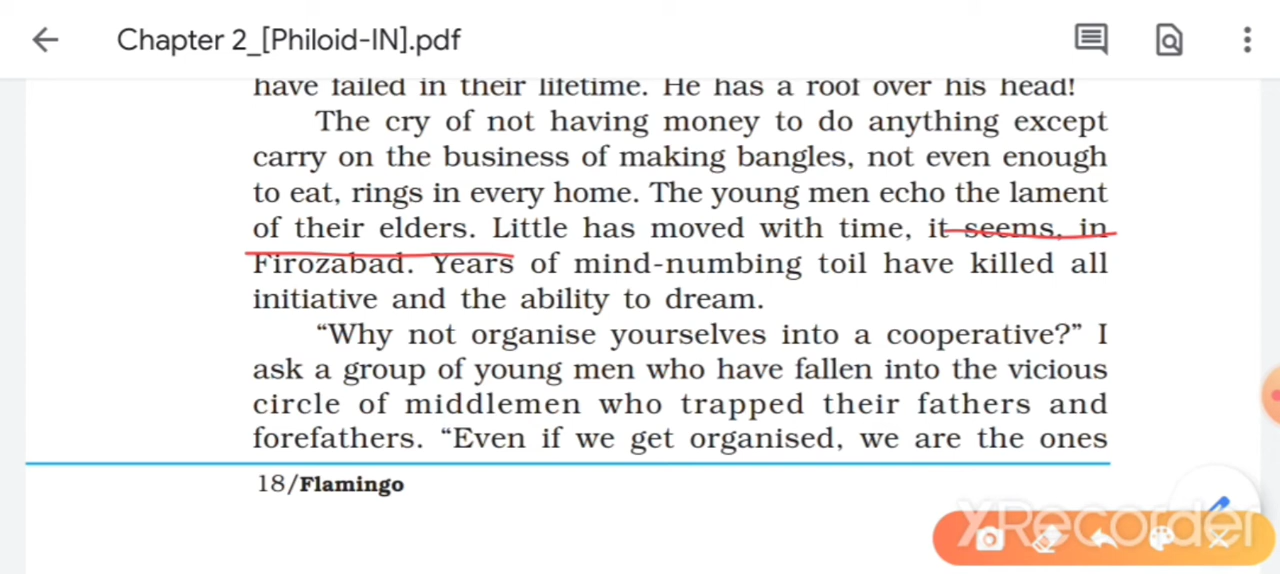 Chapter 2_[Philoid-IN].pdf
have failed in their lifetime. He has a roof over his head!
The cry of not having money to do anything except
carry on the business of making bangles, not even enough
to eat, rings in every home. The young men echo the lament
of their elders. Little has moved with time, it seems, in
Firozabad. Years of mind-numbing toil have killed all
initiative and the ability to dream.
“Why not organise yourselves into a cooperative?” I
ask a group of young men who have fallen into the vicious
circle of middlemen who trapped their fathers and
forefathers. “Even if we get organised, we are the ones
18/Flamingo
XRecorder